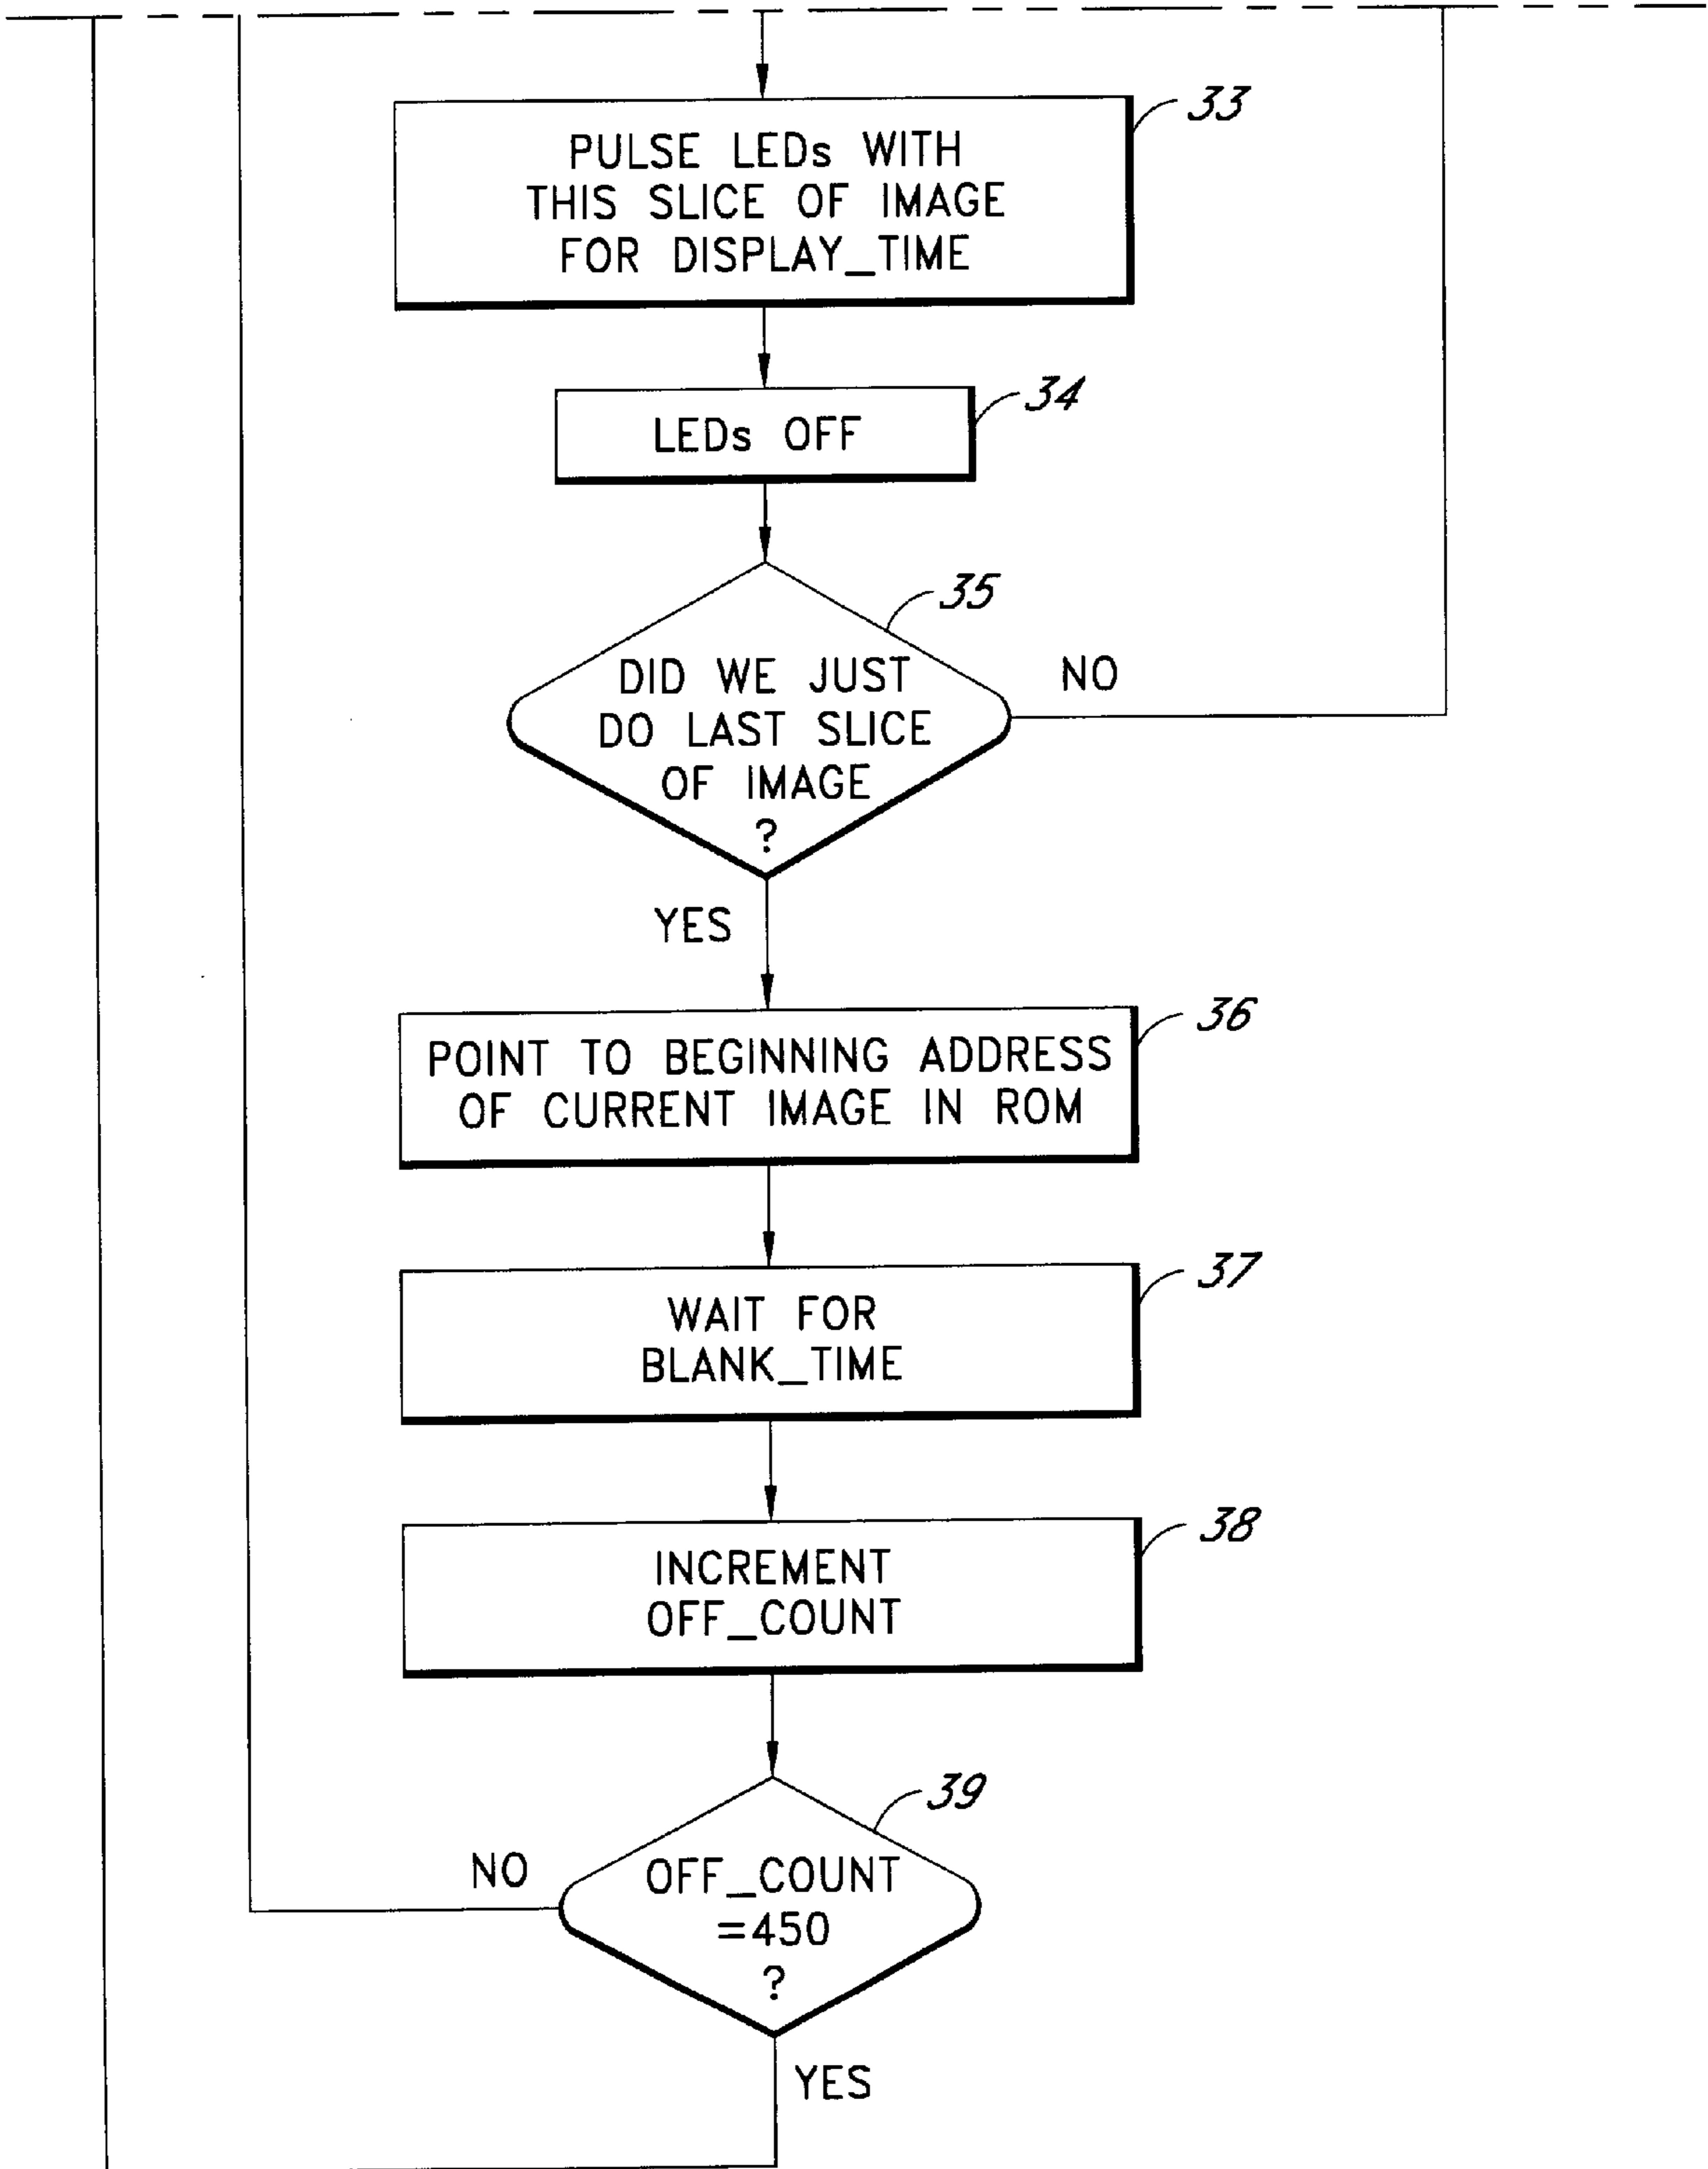 33
PULSE LEDs WITH
THIS SLICE OF IMAGE
FOR DISPLAY_TIME
34
LEDs OFF
35
DID WE JUST
DO LAST SLICE
OF IMAGE
?
NO
YES
36
POINT TO BEGINNING ADDRESS
OF CURRENT IMAGE IN ROM
37
WAIT FOR
BLANK_TIME
38
INCREMENT
OFF_COUNT
39
NO
OFF_COUNT
=450
?
YES